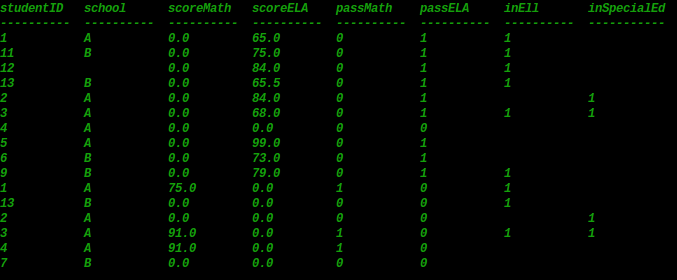 studentID   school      scoreMath   scoreELA    passMath    passELA     inEll       inSpecialEd
----------  ----------  ----------  ----------  ----------  ----------  ----------  -----------
1           A           0.0         65.0        0           1           1
11          B           0.0         75.0        0           1           1
12                      0.0         84.0        0           1           1
13          B           0.0         65.5        0           1           1
2           A           0.0         84.0        0           1                       1
3           A           0.0         68.0        0           1           1           1
4           A           0.0         0.0         0           0
5           A           0.0         99.0        0           1
6           B           0.0         73.0        0           1
9           B           0.0         79.0        0           1           1
1           A           75.0        0.0         1           0           1
13          B           0.0         0.0         0           0           1
2           A           0.0         0.0         0           0                       1
3           A           91.0        0.0         1           0           1           1
4           A           91.0        0.0         1           0
7           B           0.0         0.0         0           0